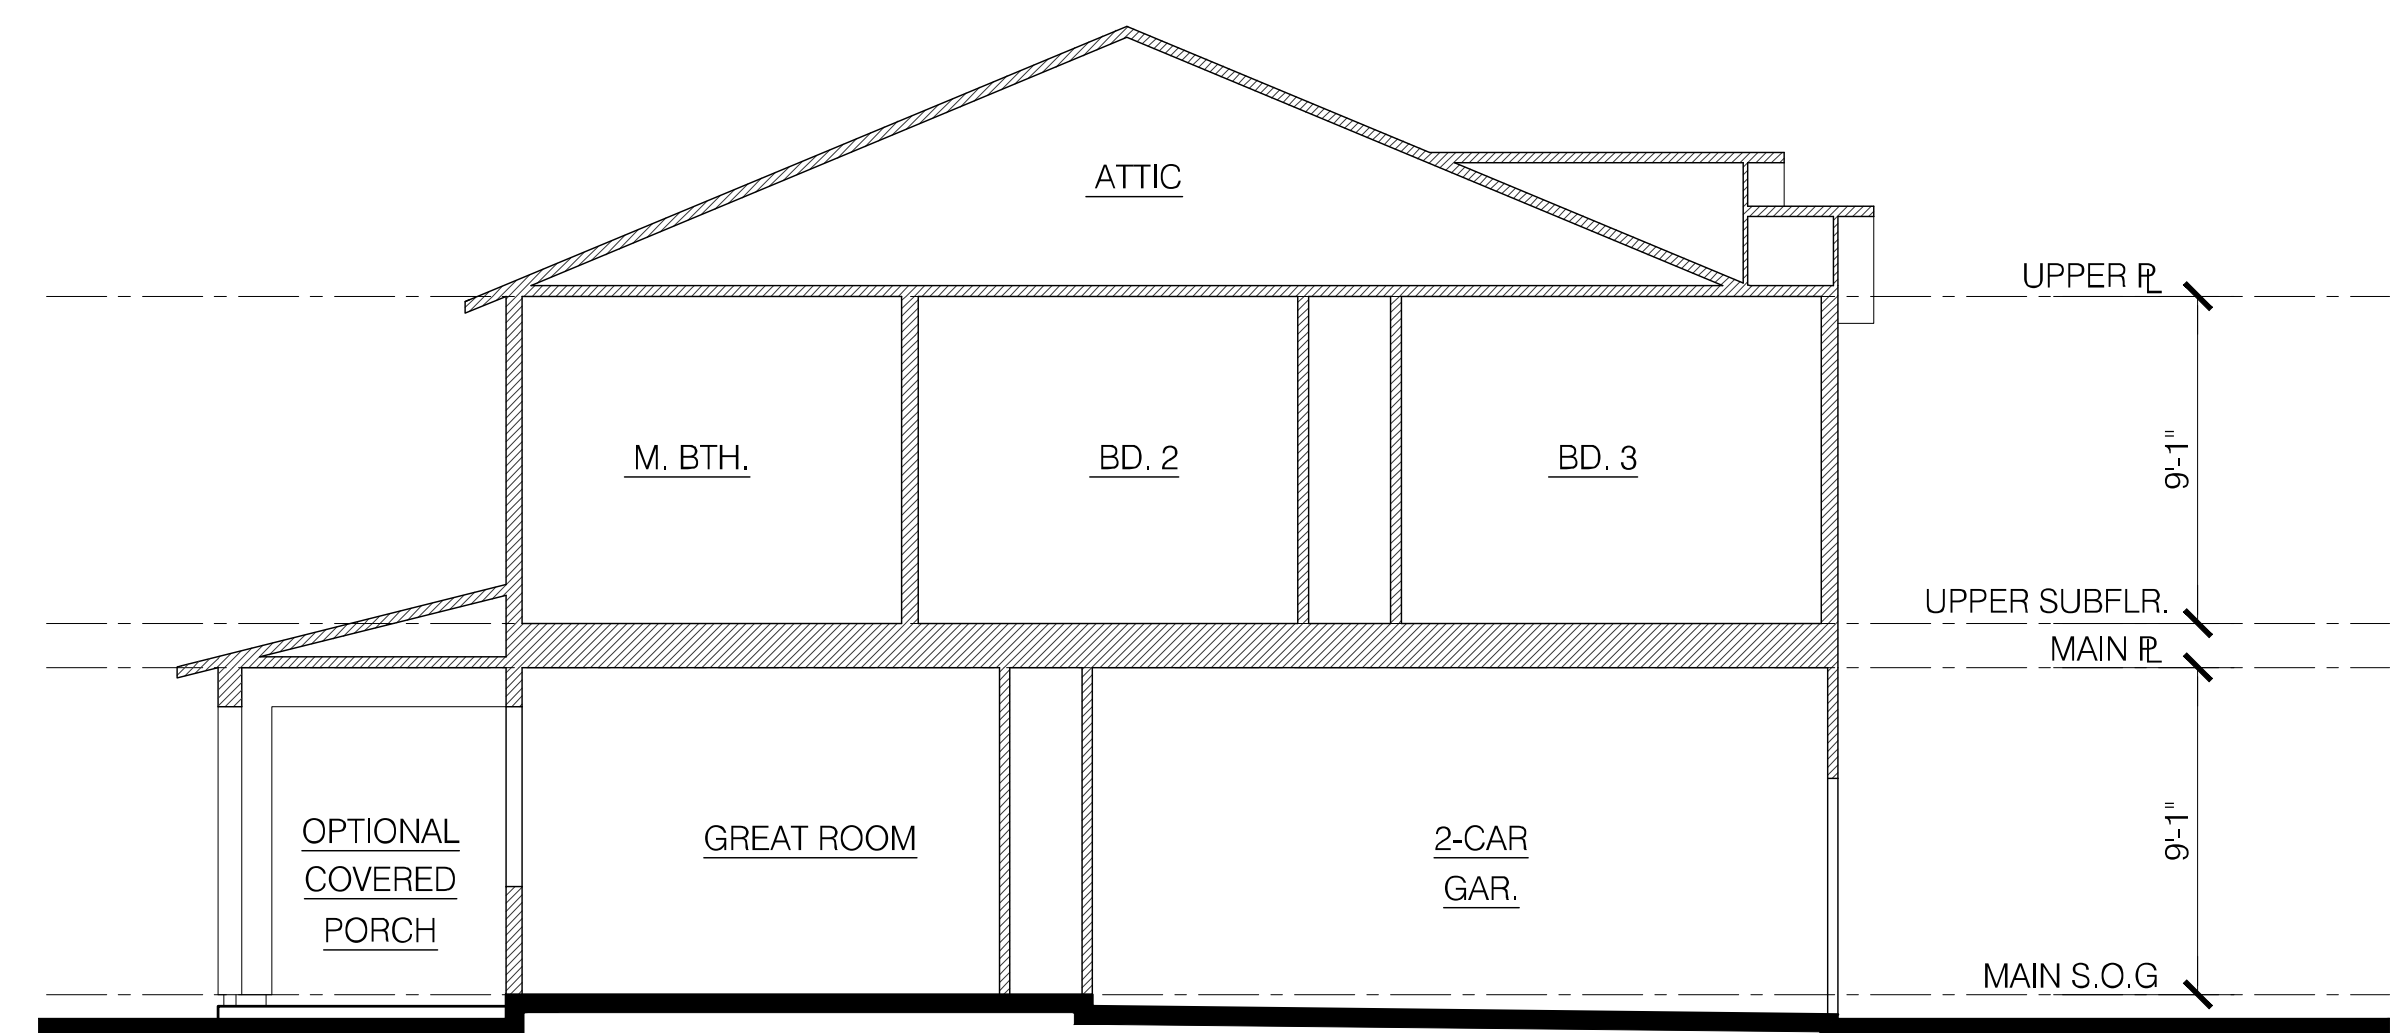 ATTIC
UPPER PL
M. BTH.
BD. 2
BD. 3
9'-1"
UPPER SUBFLR.
MAIN PL
OPTIONAL
COVERED
PORCH
GREAT ROOM
2-CAR
GAR.
9'-1"
MAIN S.O.G